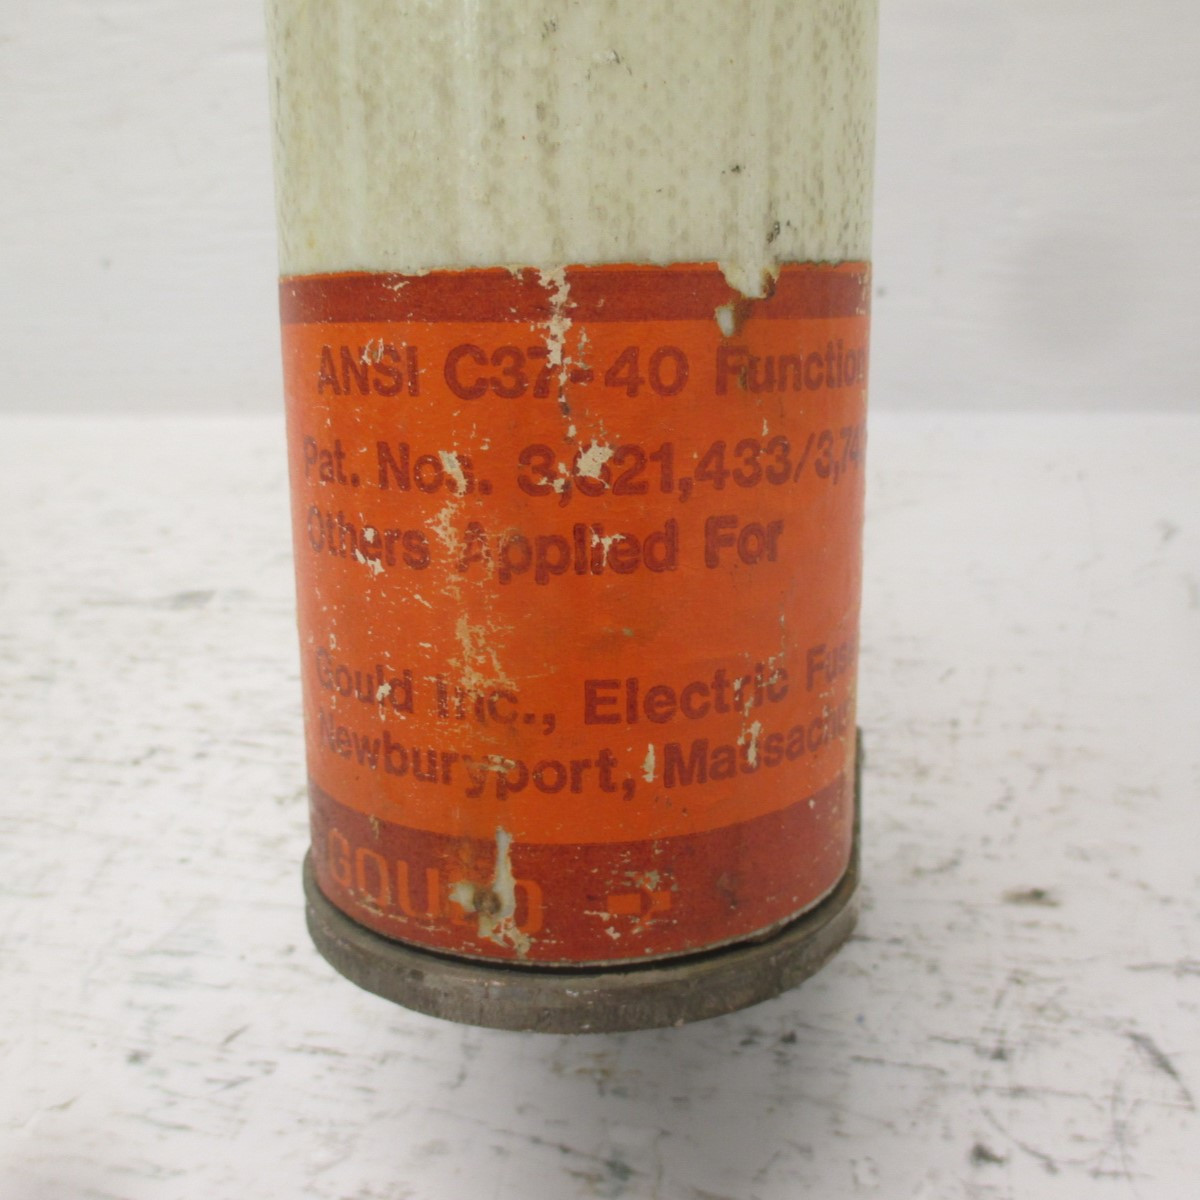 ANSI C37-40 Function
Pat. Nos. 3,621,433/3,74
Others Applied For
Gould Inc., Electric Fuse
Newburyport, Massach
GOULD